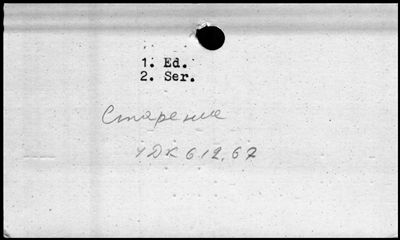 1. Ed.
2. Ser.
Старение
УДК 612.67